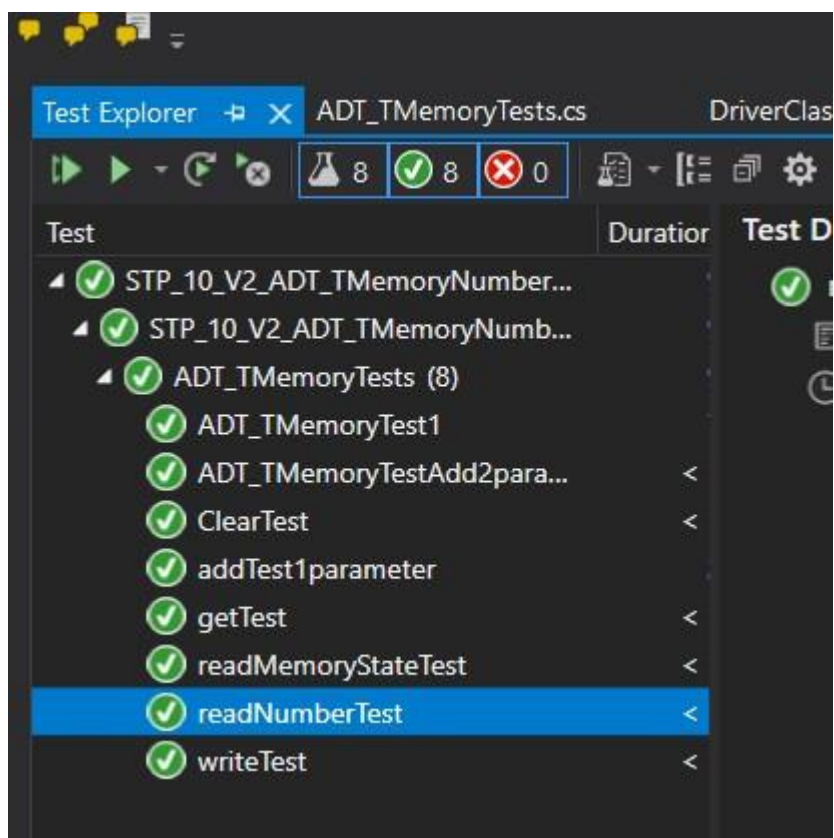 Test Explorer ADT_TMemoryTests.cs DriverClas
8 8 0
Test Duration Test D
STP_10_V2_ADT_TMemoryNumber...
STP_10_V2_ADT_TMemoryNumb...
ADT_TMemoryTests (8)
ADT_TMemoryTest1
ADT_TMemoryTestAdd2para... <
ClearTest <
addTest1parameter
getTest <
readMemoryStateTest <
readNumberTest <
writeTest <